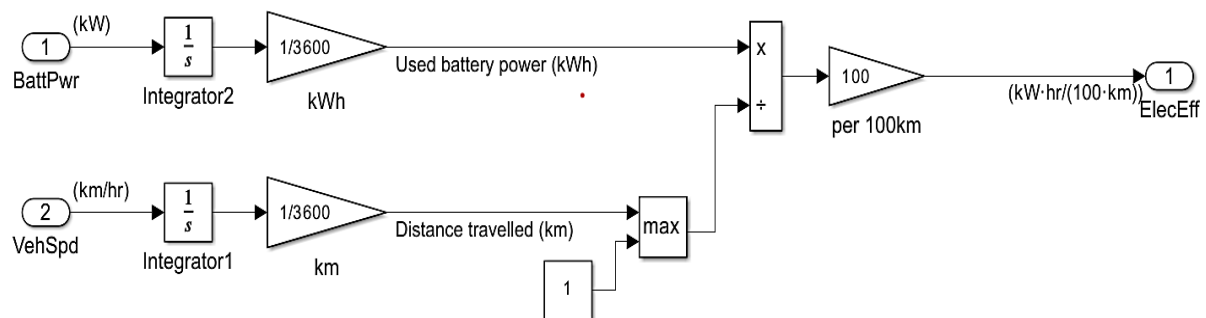 (kW)
1
BattPwr
1
s
Integrator2
1/3600
kWh
Used battery power (kWh)
x
÷
100
per 100km
(kW·hr/(100·km))
1
ElecEff
(km/hr)
2
VehSpd
1
s
Integrator1
1/3600
km
Distance travelled (km)
max
1